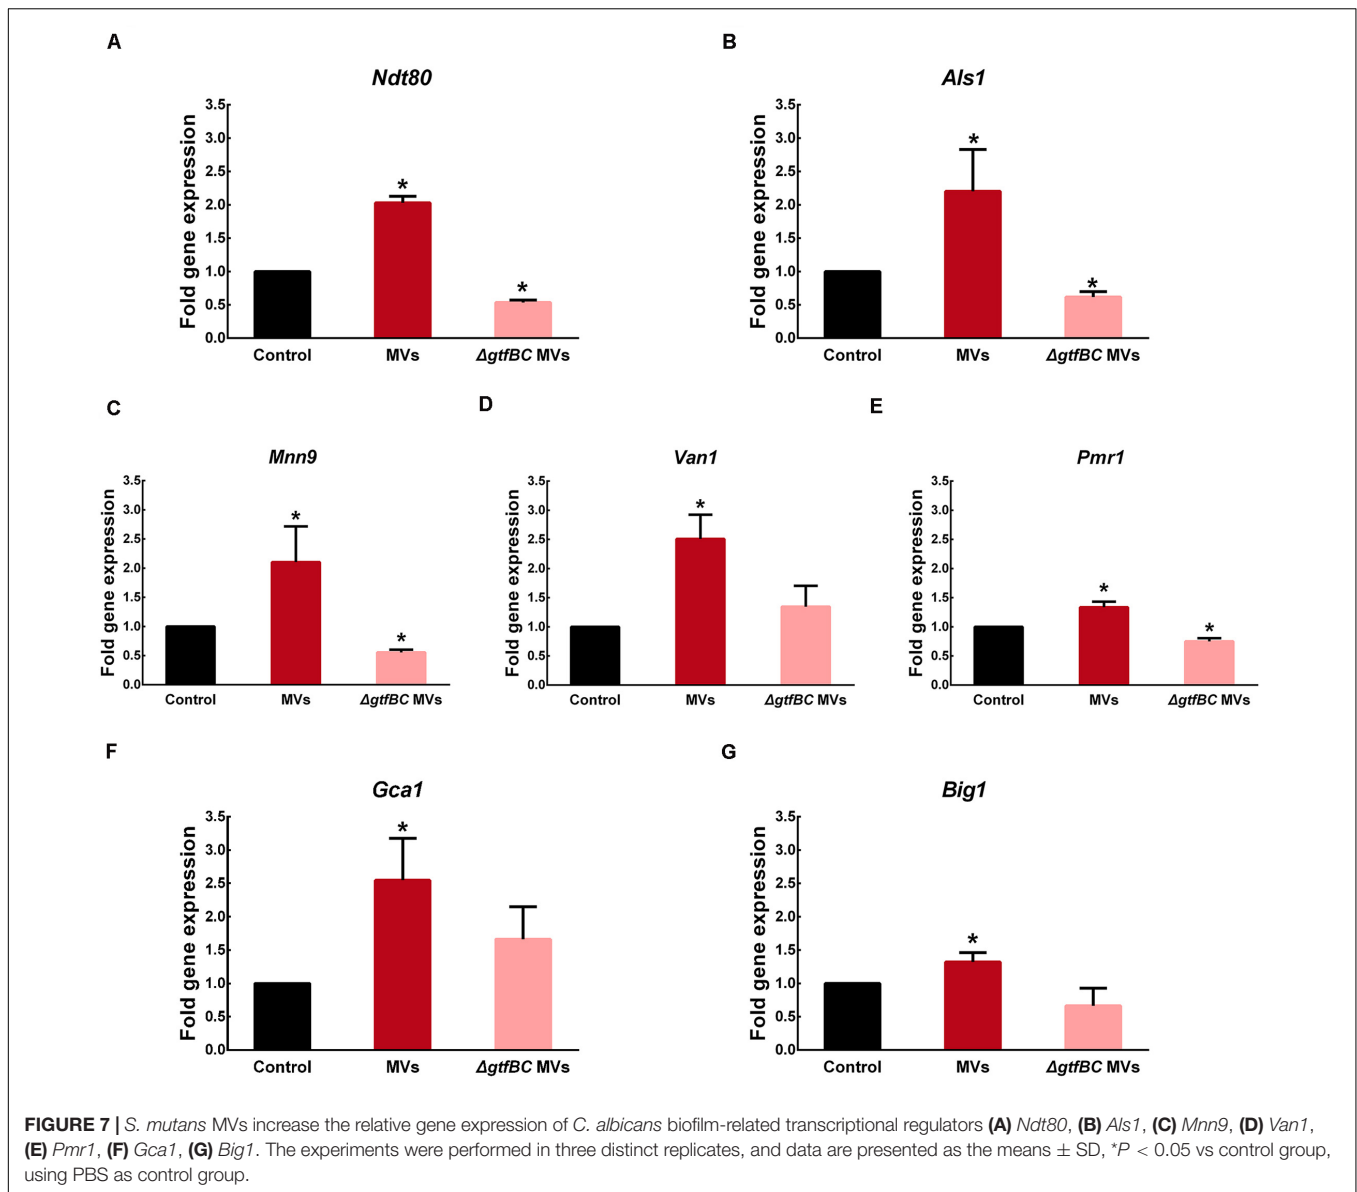 A
Ndt80
Fold gene expression
3.5
3.0
2.5
2.0
1.5
1.0
0.5
0.0
*
*
Control MVs ΔgtfBC MVs
B
Als1
Fold gene expression
3.5
3.0
2.5
2.0
1.5
1.0
0.5
0.0
*
*
Control MVs ΔgtfBC MVs
C
Mnn9
Fold gene expression
3.5
3.0
2.5
2.0
1.5
1.0
0.5
0.0
*
*
Control MVs ΔgtfBC MVs
D
Van1
Fold gene expression
3.5
3.0
2.5
2.0
1.5
1.0
0.5
0.0
*
Control MVs ΔgtfBC MVs
E
Pmr1
Fold gene expression
3.5
3.0
2.5
2.0
1.5
1.0
0.5
0.0
*
*
Control MVs ΔgtfBC MVs
F
Gca1
Fold gene expression
3.5
3.0
2.5
2.0
1.5
1.0
0.5
0.0
*
Control MVs ΔgtfBC MVs
G
Big1
Fold gene expression
3.5
3.0
2.5
2.0
1.5
1.0
0.5
0.0
*
Control MVs ΔgtfBC MVs
FIGURE 7 | S. mutans MVs increase the relative gene expression of C. albicans biofilm-related transcriptional regulators (A) Ndt80, (B) Als1, (C) Mnn9, (D) Van1,
(E) Pmr1, (F) Gca1, (G) Big1. The experiments were performed in three distinct replicates, and data are presented as the means ± SD, *P < 0.05 vs control group,
using PBS as control group.